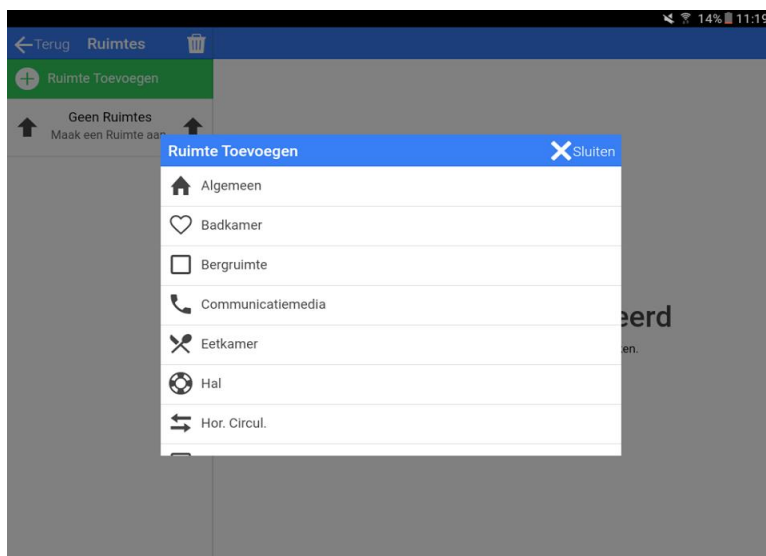 14% 11:19
Terug Ruimtes
Ruimte Toevoegen
Geen Ruimtes
Maak een Ruimte aan
Ruimte Toevoegen Sluiten
Algemeen
Badkamer
Bergruimte
Communicatiemedia
Eetkamer
Hal
Hor. Circul.
eerd